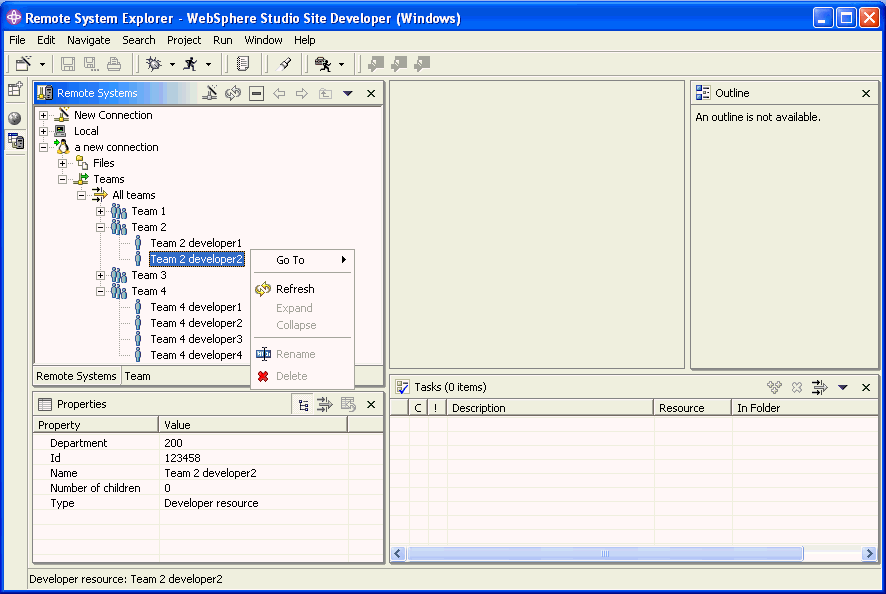 Remote System Explorer - WebSphere Studio Site Developer (Windows)
File Edit Navigate Search Project Run Window Help
Remote Systems
New Connection
Local
a new connection
Files
Teams
All teams
Team 1
Team 2
Team 2 developer1
Team 2 developer2
Team 3
Team 4
Team 4 developer1
Team 4 developer2
Team 4 developer3
Team 4 developer4
Go To
Refresh
Expand
Collapse
Rename
Delete
Remote Systems Team
Outline
An outline is not available.
Properties
Property Value
Department 200
Id 123458
Name Team 2 developer2
Number of children 0
Type Developer resource
Tasks (0 items)
C ! Description Resource In Folder
Developer resource: Team 2 developer2